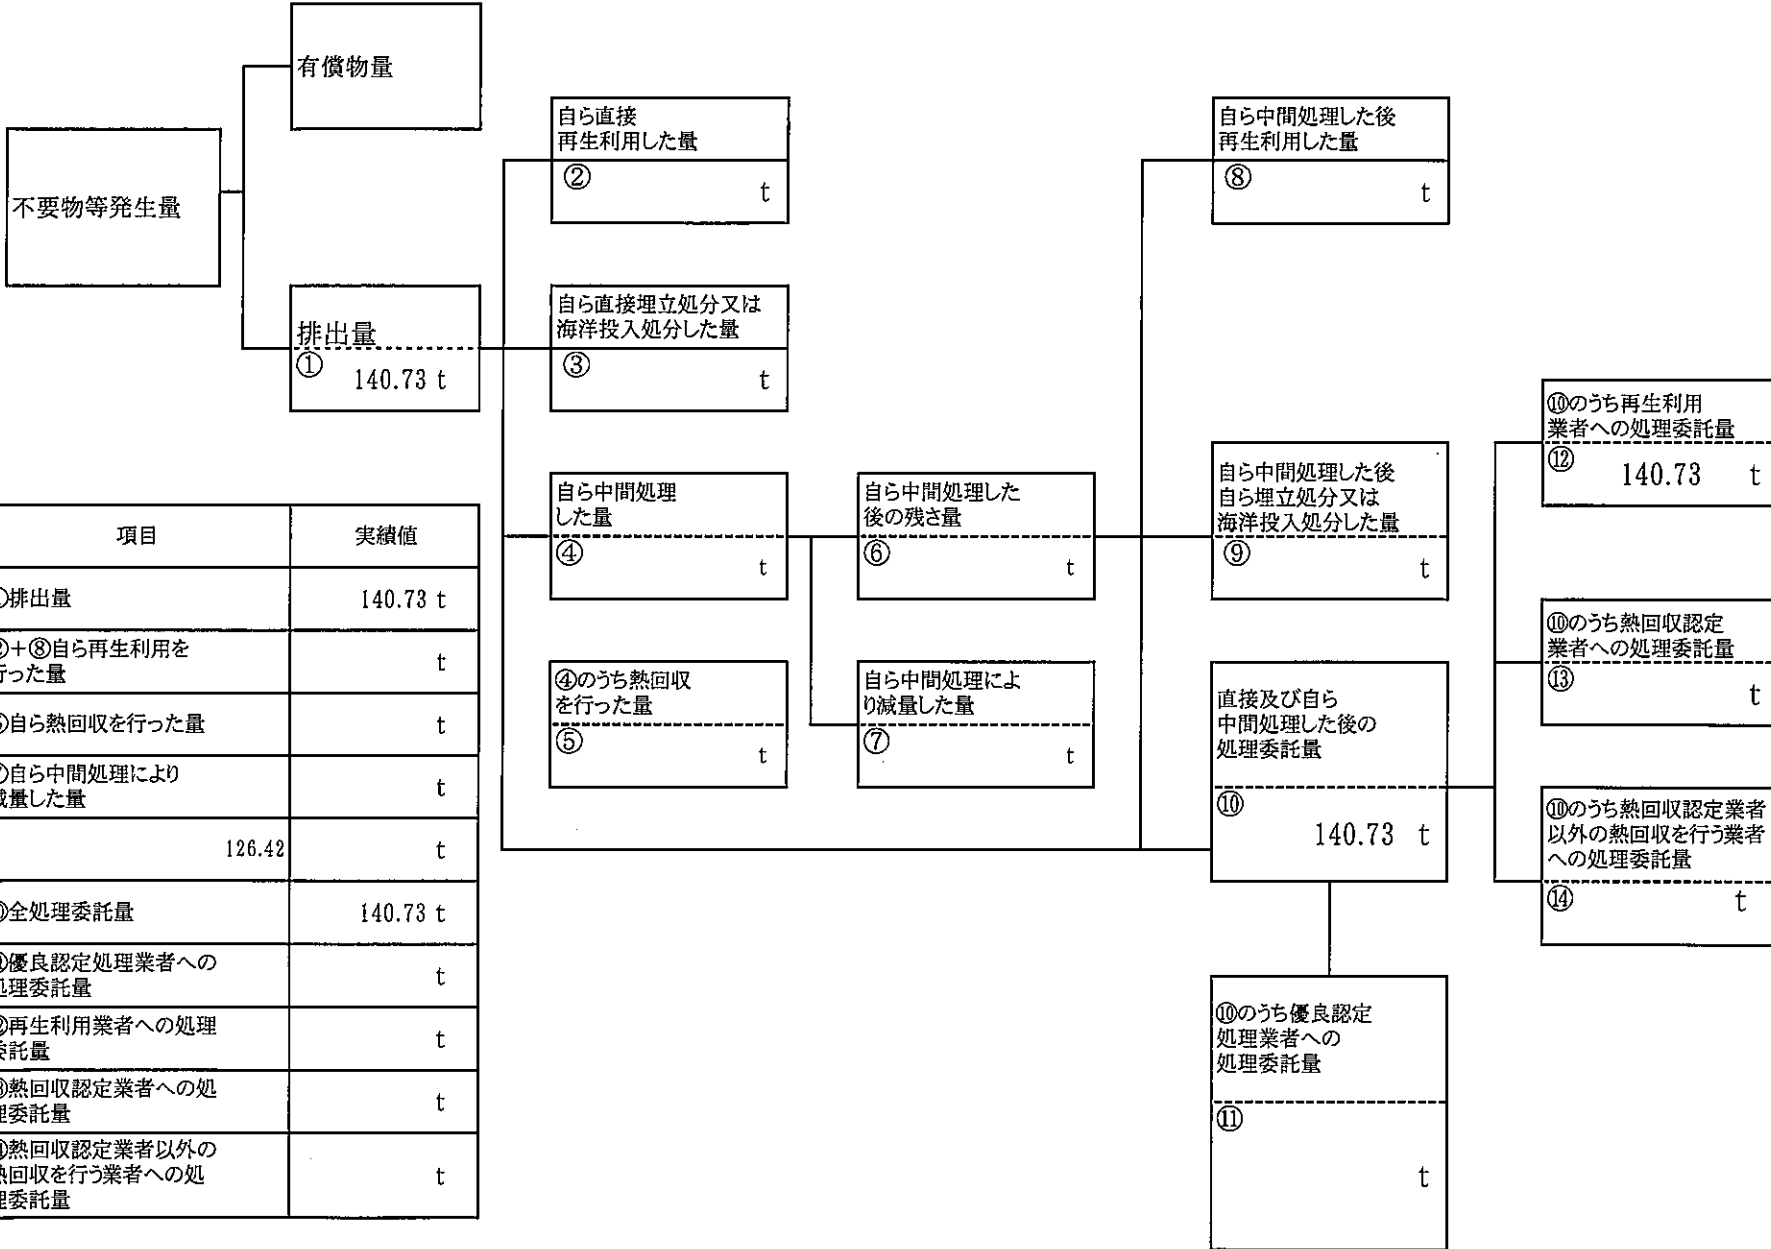 有償物量
不要物等発生量
排出量
①
140.73 t
自ら直接
再生利用した量
②
t
自ら直接埋立処分又は
海洋投入処分した量
③
t
自ら中間処理
した量
④
t
④のうち熱回収
を行った量
⑤
t
自ら中間処理した
後の残さ量
⑥
t
自ら中間処理によ
り減量した量
⑦
t
自ら中間処理した後
再生利用した量
⑧
t
自ら中間処理した後
自ら埋立処分又は
海洋投入処分した量
⑨
t
直接及び自ら
中間処理した後の
処理委託量
⑩
140.73 t
⑩のうち優良認定
処理業者への
処理委託量
⑪
t
⑩のうち再生利用
業者への処理委託量
⑫
140.73 t
⑩のうち熱回収認定
業者への処理委託量
⑬
t
⑩のうち熱回収認定業者
以外の熱回収を行う業者
への処理委託量
⑭
t
項目 実績値
①排出量 140.73 t
②+⑧自ら再生利用を
行った量 t
⑤自ら熱回収を行った量 t
⑦自ら中間処理により
減量した量 t
126.42 t
⑩全処理委託量 140.73 t
⑪優良認定処理業者への
処理委託量 t
⑫再生利用業者への処理
委託量 t
⑬熱回収認定業者への処
理委託量 t
⑭熱回収認定業者以外の
熱回収を行う業者への処
理委託量 t